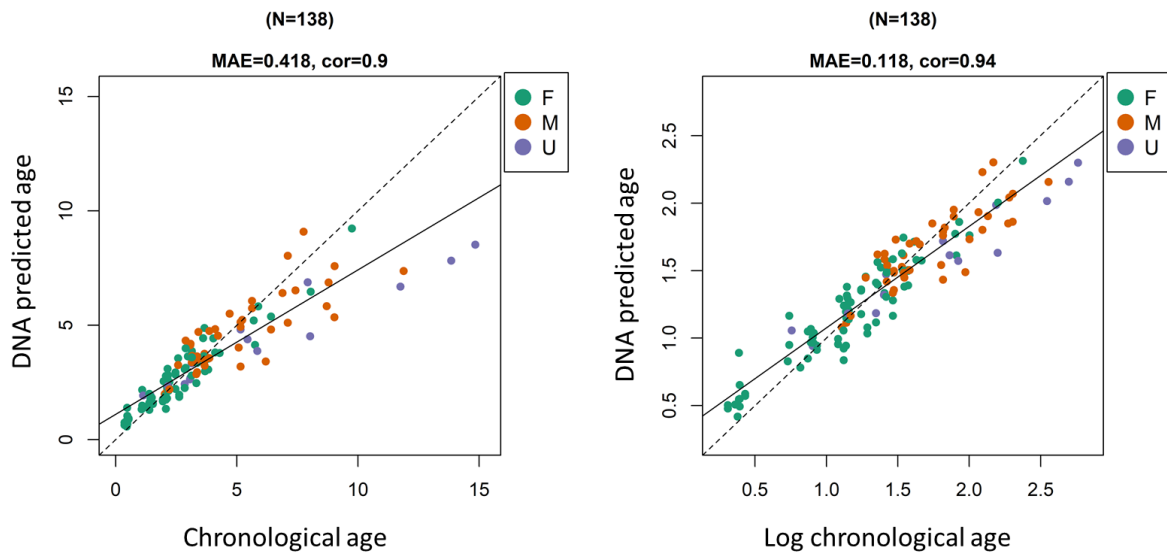 (N=138)
MAE=0.418, cor=0.9
F
M
U
15
10
5
0
DNA predicted age
0 5 10 15
Chronological age
(N=138)
MAE=0.118, cor=0.94
F
M
U
2.5
2.0
1.5
1.0
0.5
DNA predicted age
0.5 1.0 1.5 2.0 2.5
Log chronological age